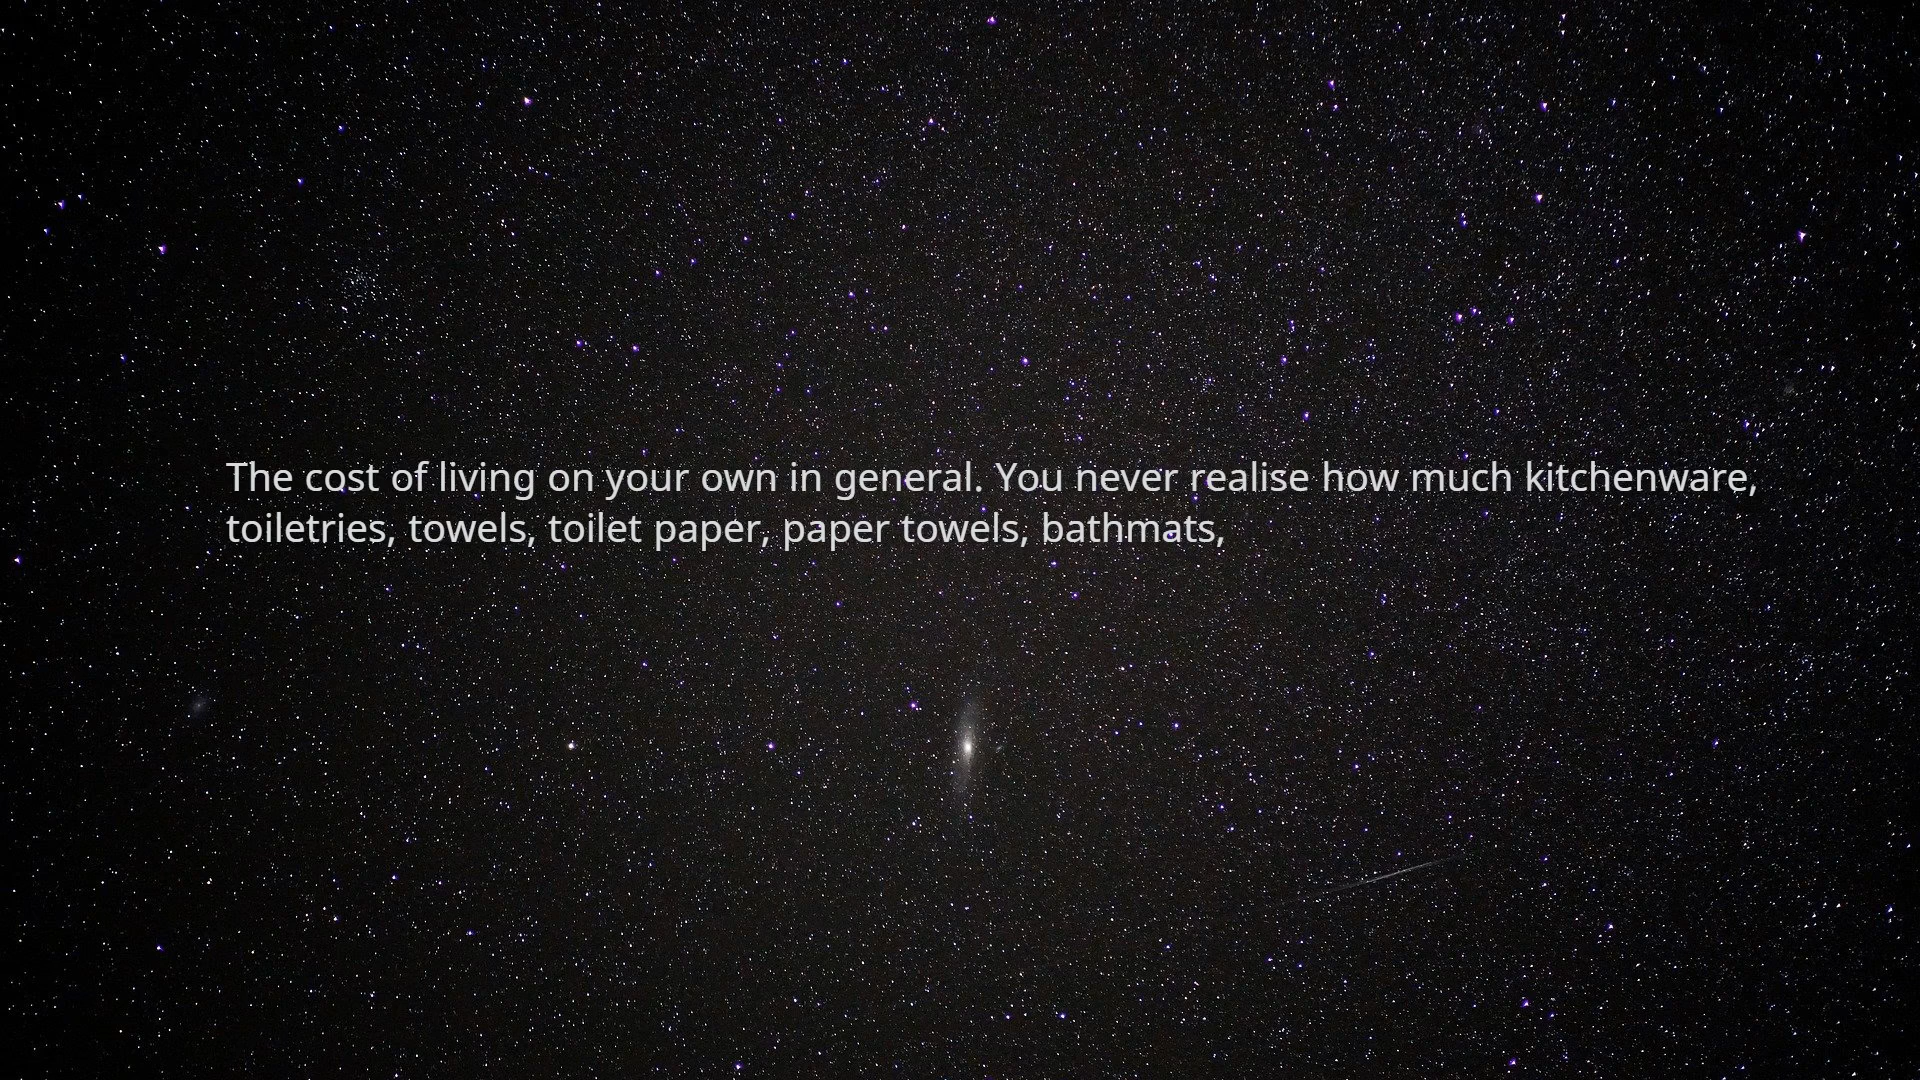 The cost of living on your own in general. You never realise how much kitchenware,
toiletries, towels, toilet paper, paper towels, bathmats,